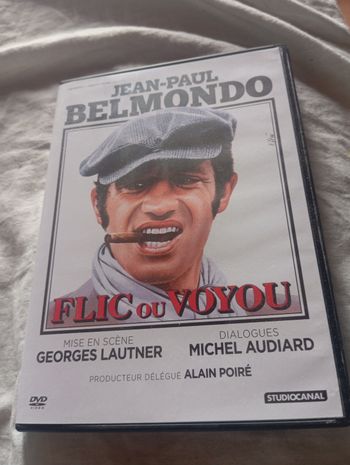 JEAN-PAUL
BELMONDO
FLIC OU VOYOU
MISE EN SCÈNE
GEORGES LAUTNER
DIALOGUES
MICHEL AUDIARD
PRODUCTEUR DÉLÉGUÉ ALAIN POIRÉ
DVD
VIDEO
STUDIOCANAL